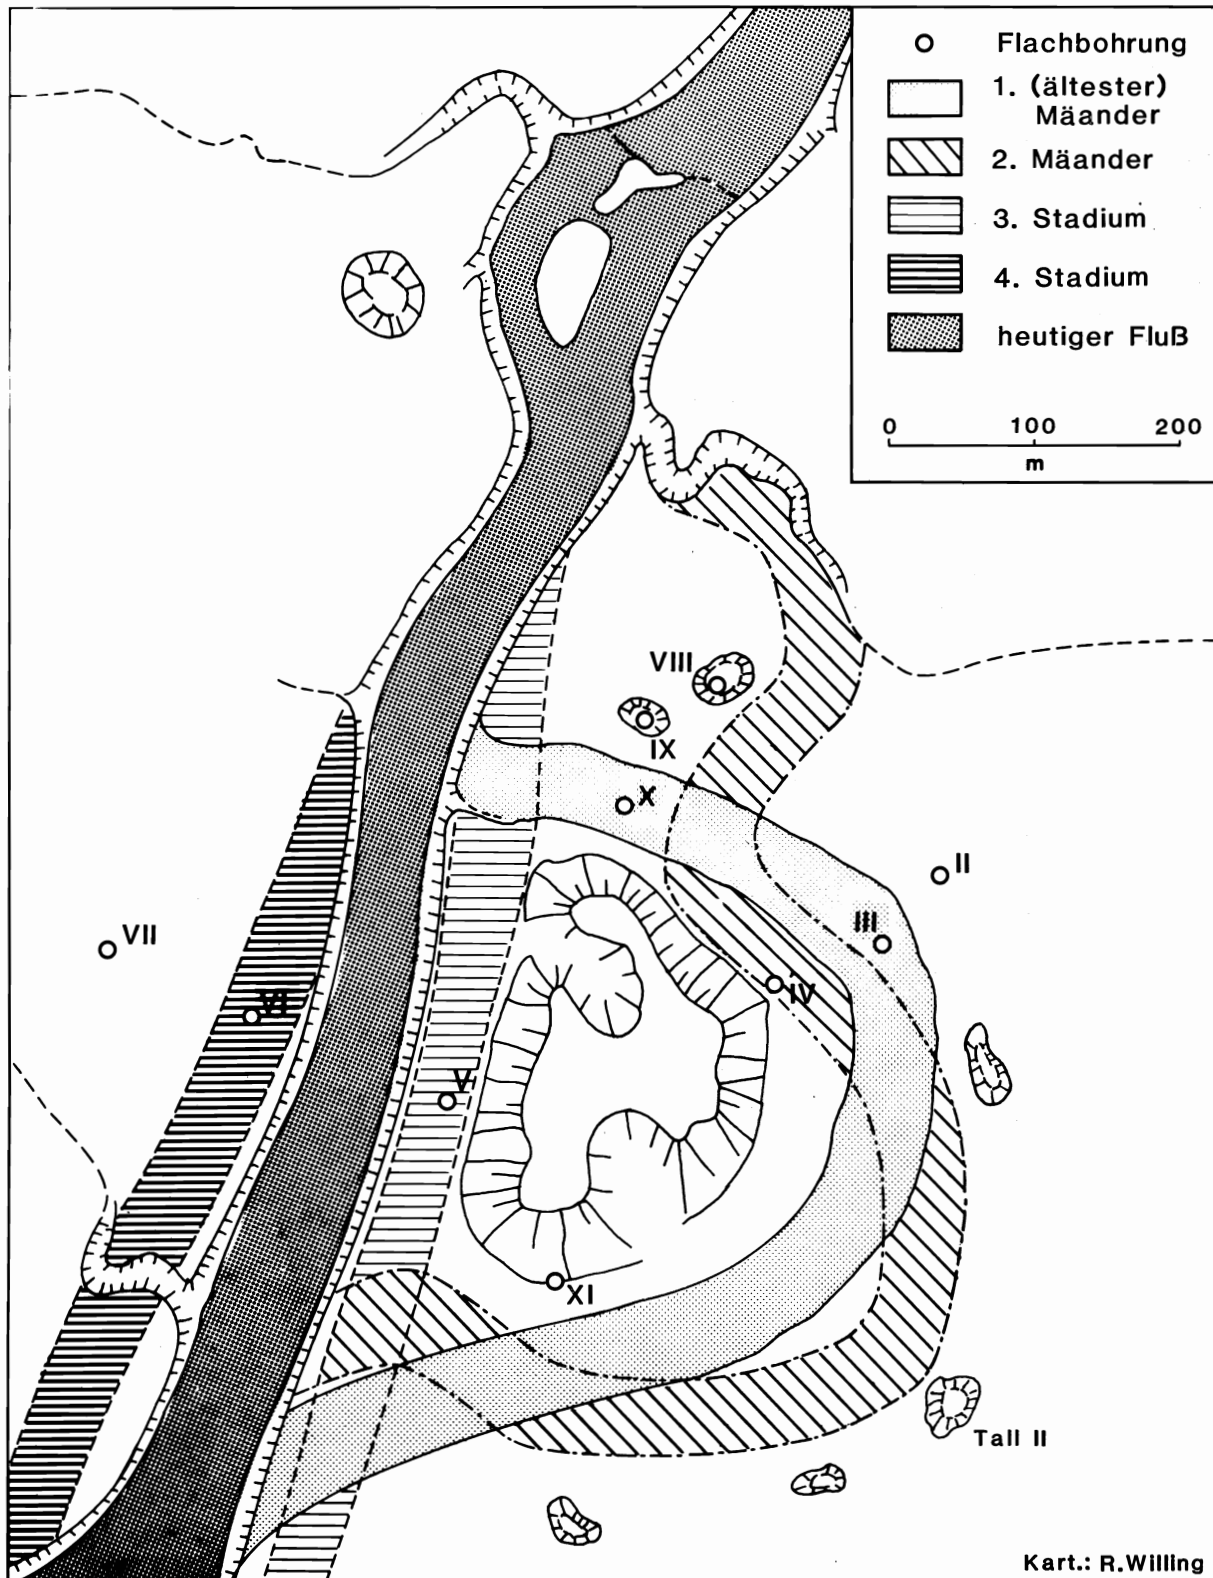 Flachbohrung
1. (ältester)
Mäander
2. Mäander
3. Stadium
4. Stadium
heutiger Fluß
0 100 200
m
VIII
IX
X
II
III
VII
IV
VI
V
XI
Tall II
Kart.: R.Willing